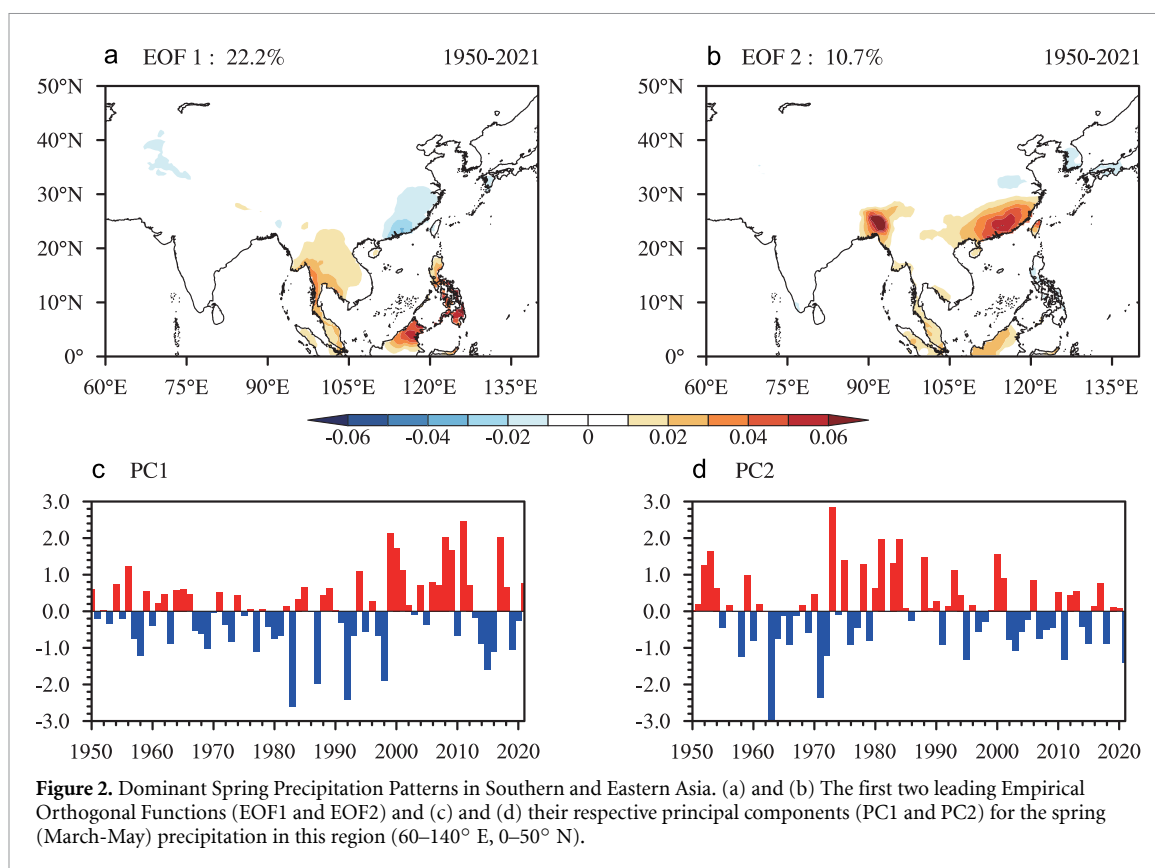 a EOF 1 : 22.2% 1950-2021
b EOF 2 : 10.7% 1950-2021
50°N
40°N
30°N
20°N
10°N
0°
60°E 75°E 90°E 105°E 120°E 135°E
50°N
40°N
30°N
20°N
10°N
0°
60°E 75°E 90°E 105°E 120°E 135°E
-0.06 -0.04 -0.02 0 0.02 0.04 0.06
c PC1
3.0
2.0
1.0
0.0
-1.0
-2.0
-3.0
1950 1960 1970 1980 1990 2000 2010 2020
d PC2
3.0
2.0
1.0
0.0
-1.0
-2.0
-3.0
1950 1960 1970 1980 1990 2000 2010 2020
Figure 2. Dominant Spring Precipitation Patterns in Southern and Eastern Asia. (a) and (b) The first two leading Empirical
Orthogonal Functions (EOF1 and EOF2) and (c) and (d) their respective principal components (PC1 and PC2) for the spring
(March-May) precipitation in this region (60–140° E, 0–50° N).